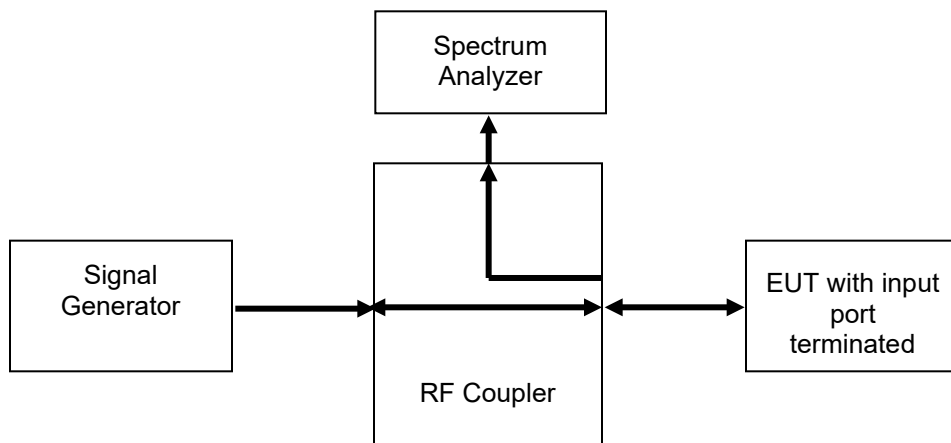 Spectrum
Analyzer
Signal
Generator
EUT with input
port
terminated
RF Coupler